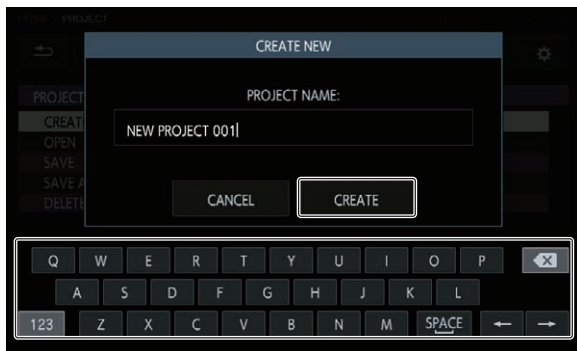 HOME > PROJECT
CREATE NEW
PROJECT
PROJECT NAME:
CREAT
NEW PROJECT 001
OPEN
SAVE
SAVE A
DELETE
CANCEL
CREATE
Q W E R T Y U I O P
A S D F G H J K L
123 Z X C V B N M SPACE ← →